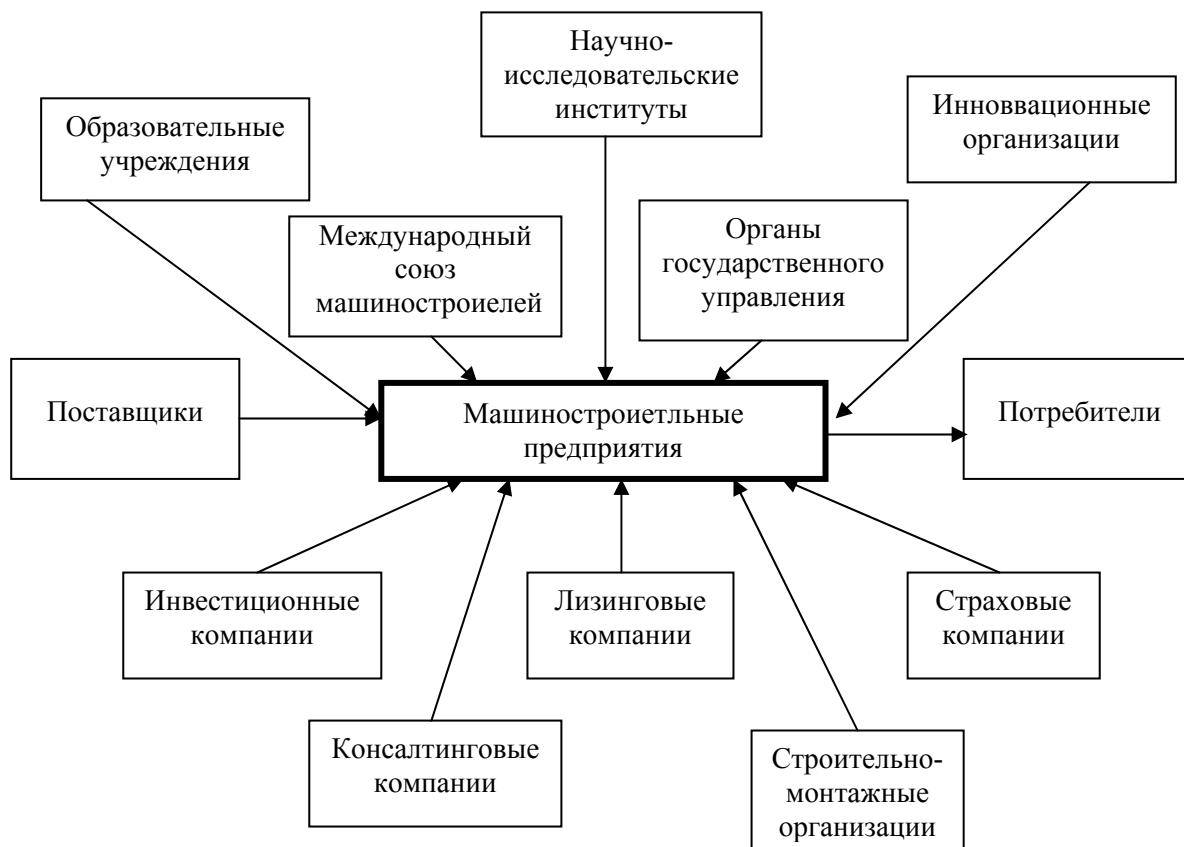 Научно-
исследовательские
институты
Образовательные
учреждения
Инноввационные
организации
Международный
союз
машиностроиелей
Органы
государственного
управления
Поставщики
Машиностроиетльные
предприятия
Потребители
Инвестиционные
компании
Лизинговые
компании
Страховые
компании
Консалтинговые
компании
Строительно-
монтажные
организации